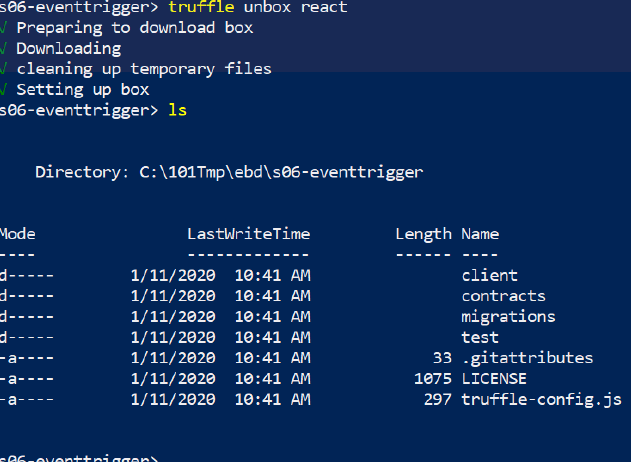 s06-eventtrigger> truffle unbox react
√ Preparing to download box
√ Downloading
√ cleaning up temporary files
√ Setting up box
s06-eventtrigger> ls
Directory: C:\101Tmp\ebd\s06-eventtrigger
Mode LastWriteTime Length Name
---- ------------- ------ ----
d----- 1/11/2020 10:41 AM client
d----- 1/11/2020 10:41 AM contracts
d----- 1/11/2020 10:41 AM migrations
d----- 1/11/2020 10:41 AM test
-a---- 1/11/2020 10:41 AM 33 .gitattributes
-a---- 1/11/2020 10:41 AM 1075 LICENSE
-a---- 1/11/2020 10:41 AM 297 truffle-config.js
s06-eventtrigger>